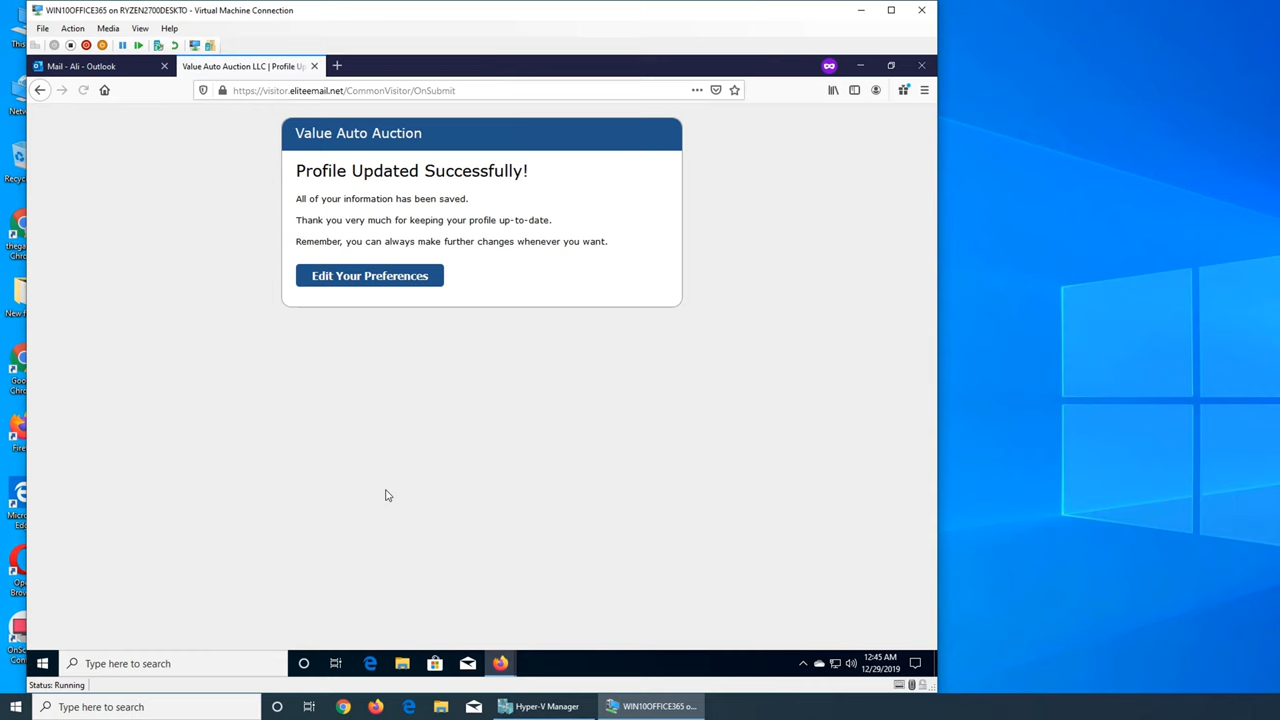 WIN10OFFICE365 on RYZEN2700DESKTO - Virtual Machine Connection
File Action Media View Help
Mail - Ali - Outlook
Value Auto Auction LLC | Profile Up
https://visitor.eliteemail.net/CommonVisitor/OnSubmit
Value Auto Auction
Profile Updated Successfully!
All of your information has been saved.
Thank you very much for keeping your profile up-to-date.
Remember, you can always make further changes whenever you want.
Edit Your Preferences
Type here to search
12:45 AM
12/29/2019
Status: Running
Type here to search
Hyper-V Manager
WIN10OFFICE365 o...